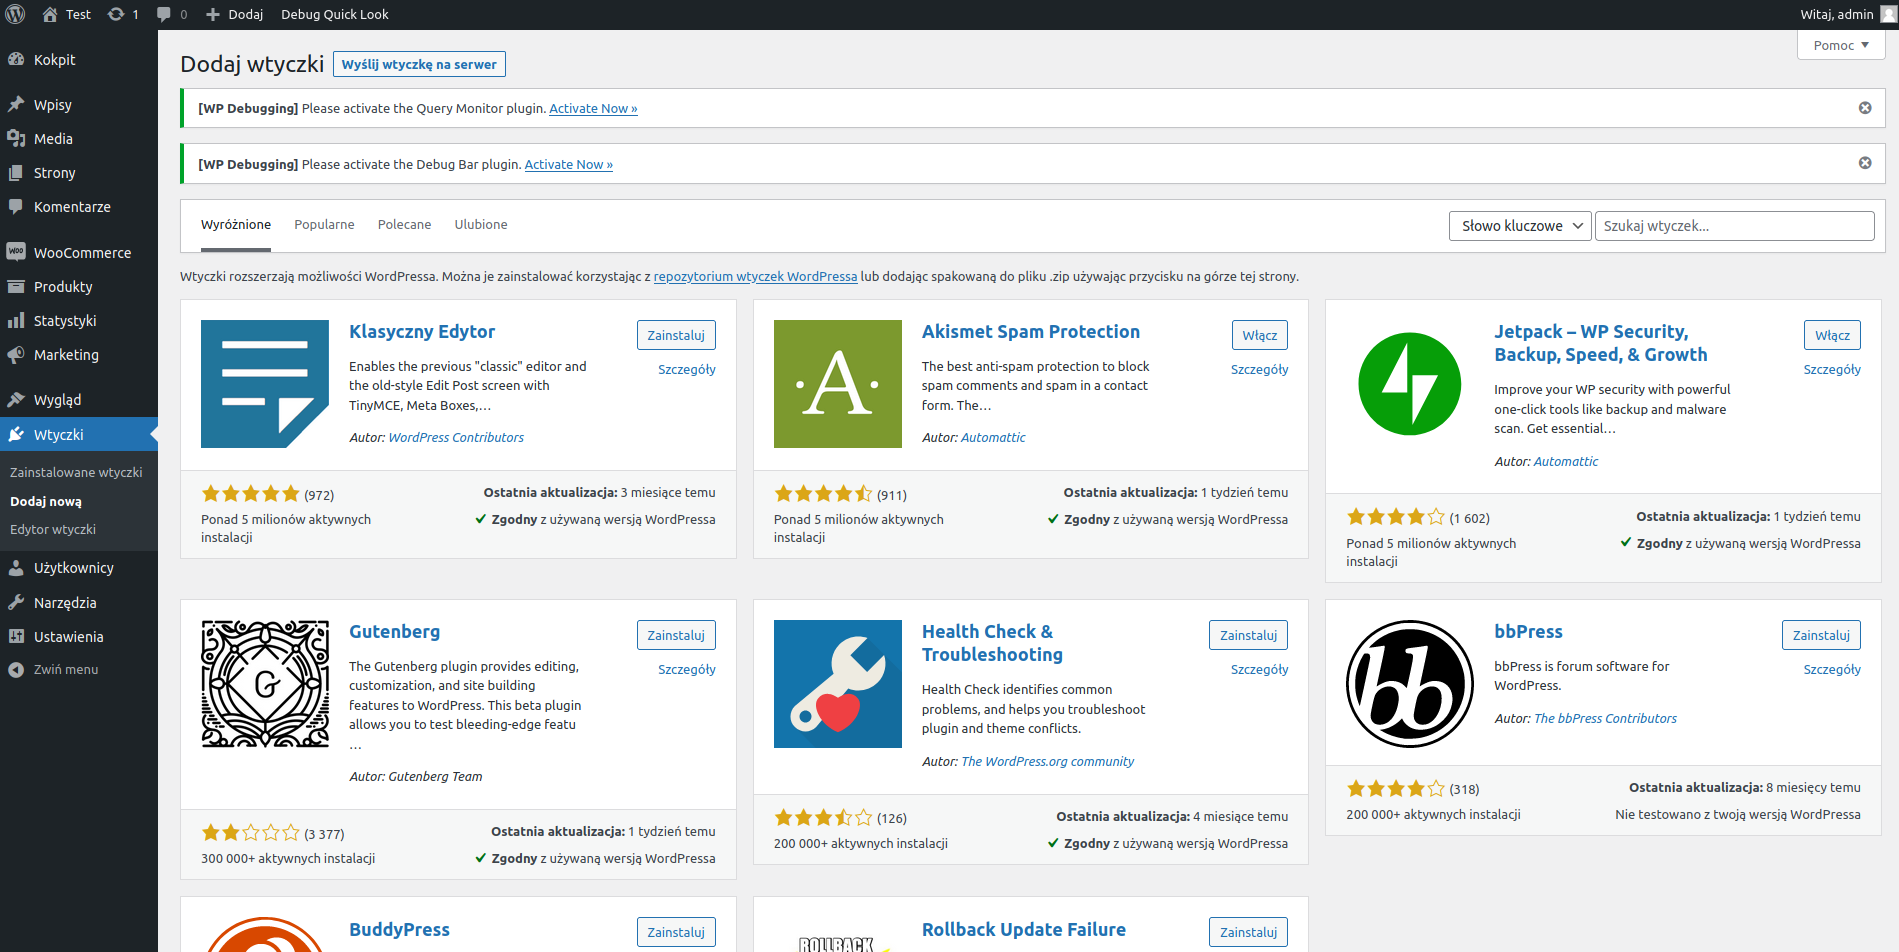 Test 1 0 Dodaj Debug Quick Look Witaj, admin
Pomoc
Kokpit
Wpisy
Media
Strony
Komentarze
WooCommerce
Produkty
Statystyki
Marketing
Wygląd
Wtyczki
Zainstalowane wtyczki
Dodaj nową
Edytor wtyczki
Użytkownicy
Narzędzia
Ustawienia
Zwiń menu
Dodaj wtyczki Wyślij wtyczkę na serwer
[WP Debugging] Please activate the Query Monitor plugin. Activate Now »
[WP Debugging] Please activate the Debug Bar plugin. Activate Now »
Wyróżnione Popularne Polecane Ulubione Słowo kluczowe Szukaj wtyczek...
Wtyczki rozszerzają możliwości WordPressa. Można je zainstalować korzystając z repozytorium wtyczek WordPressa lub dodając spakowaną do pliku .zip używając przycisku na górze tej strony.
Klasyczny Edytor
Zainstaluj
Szczegóły
Enables the previous "classic" editor and
the old-style Edit Post screen with
TinyMCE, Meta Boxes,…
Autor: WordPress Contributors
(972)
Ponad 5 milionów aktywnych
instalacji
Ostatnia aktualizacja: 3 miesiące temu
Zgodny z używaną wersją WordPressa
A
Akismet Spam Protection
Włącz
Szczegóły
The best anti-spam protection to block
spam comments and spam in a contact
form. The…
Autor: Automattic
(911)
Ponad 5 milionów aktywnych
instalacji
Ostatnia aktualizacja: 1 tydzień temu
Zgodny z używaną wersją WordPressa
Jetpack – WP Security,
Backup, Speed, & Growth
Włącz
Szczegóły
Improve your WP security with powerful
one-click tools like backup and malware
scan. Get essential…
Autor: Automattic
(1 602)
Ponad 5 milionów aktywnych
instalacji
Ostatnia aktualizacja: 1 tydzień temu
Zgodny z używaną wersją WordPressa
G
Gutenberg
Zainstaluj
Szczegóły
The Gutenberg plugin provides editing,
customization, and site building
features to WordPress. This beta plugin
allows you to test bleeding-edge featu
…
Autor: Gutenberg Team
(3 377)
300 000+ aktywnych instalacji
Ostatnia aktualizacja: 1 tydzień temu
Zgodny z używaną wersją WordPressa
Health Check &
Troubleshooting
Zainstaluj
Szczegóły
Health Check identifies common
problems, and helps you troubleshoot
plugin and theme conflicts.
Autor: The WordPress.org community
(126)
200 000+ aktywnych instalacji
Ostatnia aktualizacja: 4 miesiące temu
Zgodny z używaną wersją WordPressa
bb
bbPress
Zainstaluj
Szczegóły
bbPress is forum software for
WordPress.
Autor: The bbPress Contributors
(318)
200 000+ aktywnych instalacji
Ostatnia aktualizacja: 8 miesięcy temu
Nie testowano z twoją wersją WordPressa
BuddyPress
Zainstaluj
ROLLBACK
Rollback Update Failure
Zainstaluj